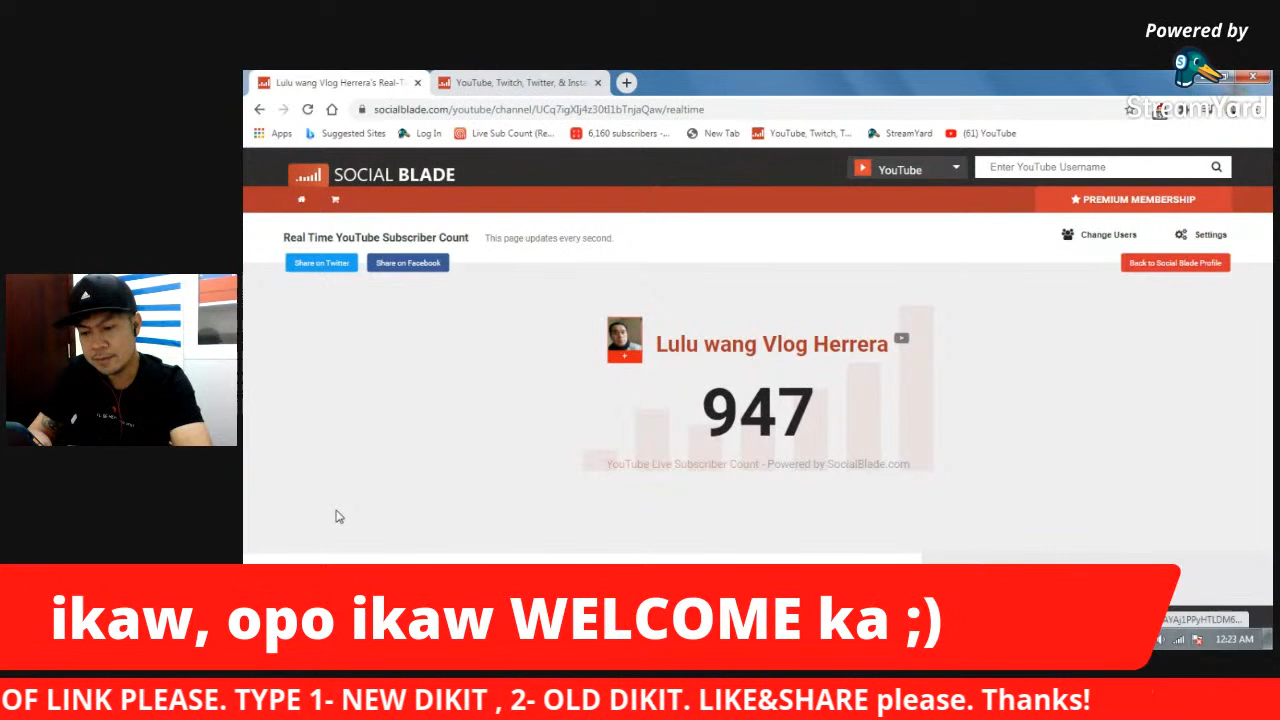 Powered by
StreamYard
Lulu wang Vlog Herrera's Real-Ti
YouTube, Twitch, Twitter, & Insta
socialblade.com/youtube/channel/
/realtime
Apps Suggested Sites Log In Live Sub Count (Re... 6,160 subscribers -... New Tab YouTube, Twitch, T... StreamYard (61) YouTube
SOCIAL BLADE
YouTube
Enter YouTube Username
PREMIUM MEMBERSHIP
Real Time YouTube Subscriber Count
This page updates every second.
Change Users
Settings
Share on Twitter
Share on Facebook
Back to Social Blade Profile
Lulu wang Vlog Herrera
947
YouTube Live Subscriber Count - Powered by SocialBlade.com
ikaw, opo ikaw WELCOME ka ;)
12:23 AM
OF LINK PLEASE. TYPE 1- NEW DIKIT , 2- OLD DIKIT. LIKE&SHARE please. Thanks!